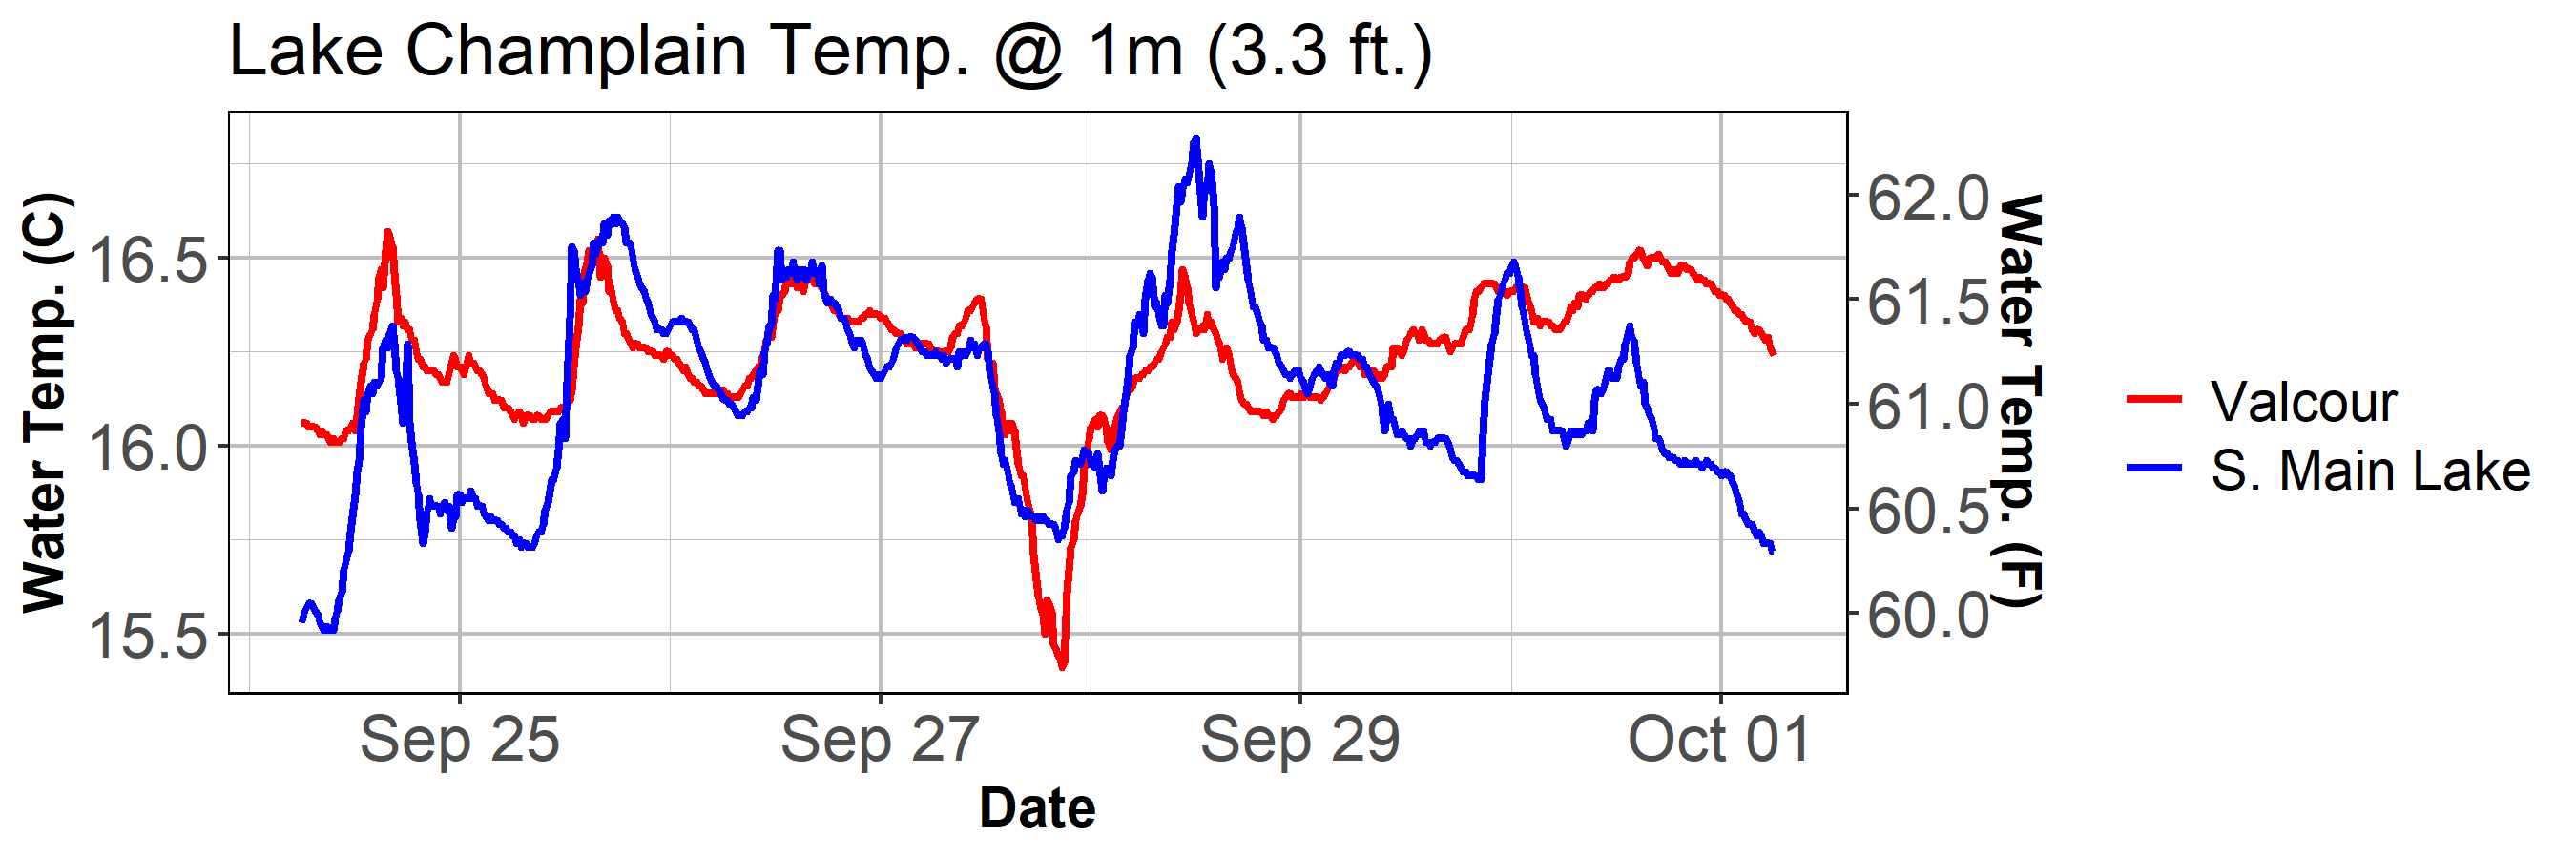 Lake Champlain Temp. @ 1m (3.3 ft.)
Water Temp. (C)
16.5
16.0
15.5
62.0
61.5
61.0
60.5
60.0
Water Temp. (F)
Sep 25
Sep 27
Sep 29
Oct 01
Date
Valcour
S. Main Lake